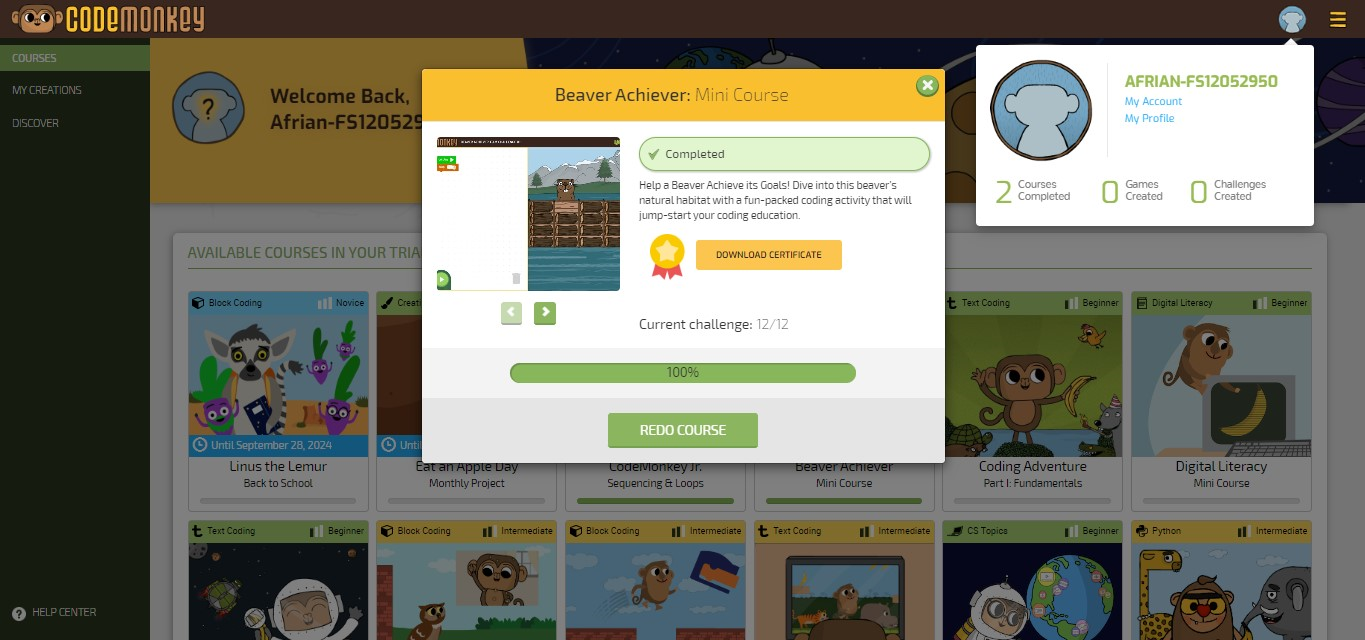 CODEMONKEY
COURSES
MY CREATIONS
DISCOVER
HELP CENTER
Welcome Back,
Afrian-FS120529
AFRIAN-FS12052950
My Account
My Profile
2 Courses Completed
0 Games Created
0 Challenges Created
Beaver Achiever: Mini Course
Completed
Help a Beaver Achieve its Goals! Dive into this beaver's
natural habitat with a fun-packed coding activity that will
jump-start your coding education.
DOWNLOAD CERTIFICATE
Current challenge: 12/12
100%
REDO COURSE
AVAILABLE COURSES IN YOUR TRIA
Block Coding Novice
Until September 28, 2024
Linus the Lemur
Back to School
Creati
Until
Eat an Apple Day
Monthly Project
CodeMonkey Jr.
Sequencing & Loops
Beaver Achiever
Mini Course
Text Coding Beginner
Coding Adventure
Part I: Fundamentals
Digital Literacy Beginner
Digital Literacy
Mini Course
Text Coding Beginner
Block Coding Intermediate
Block Coding Intermediate
Text Coding Intermediate
CS Topics Beginner
Python Intermediate